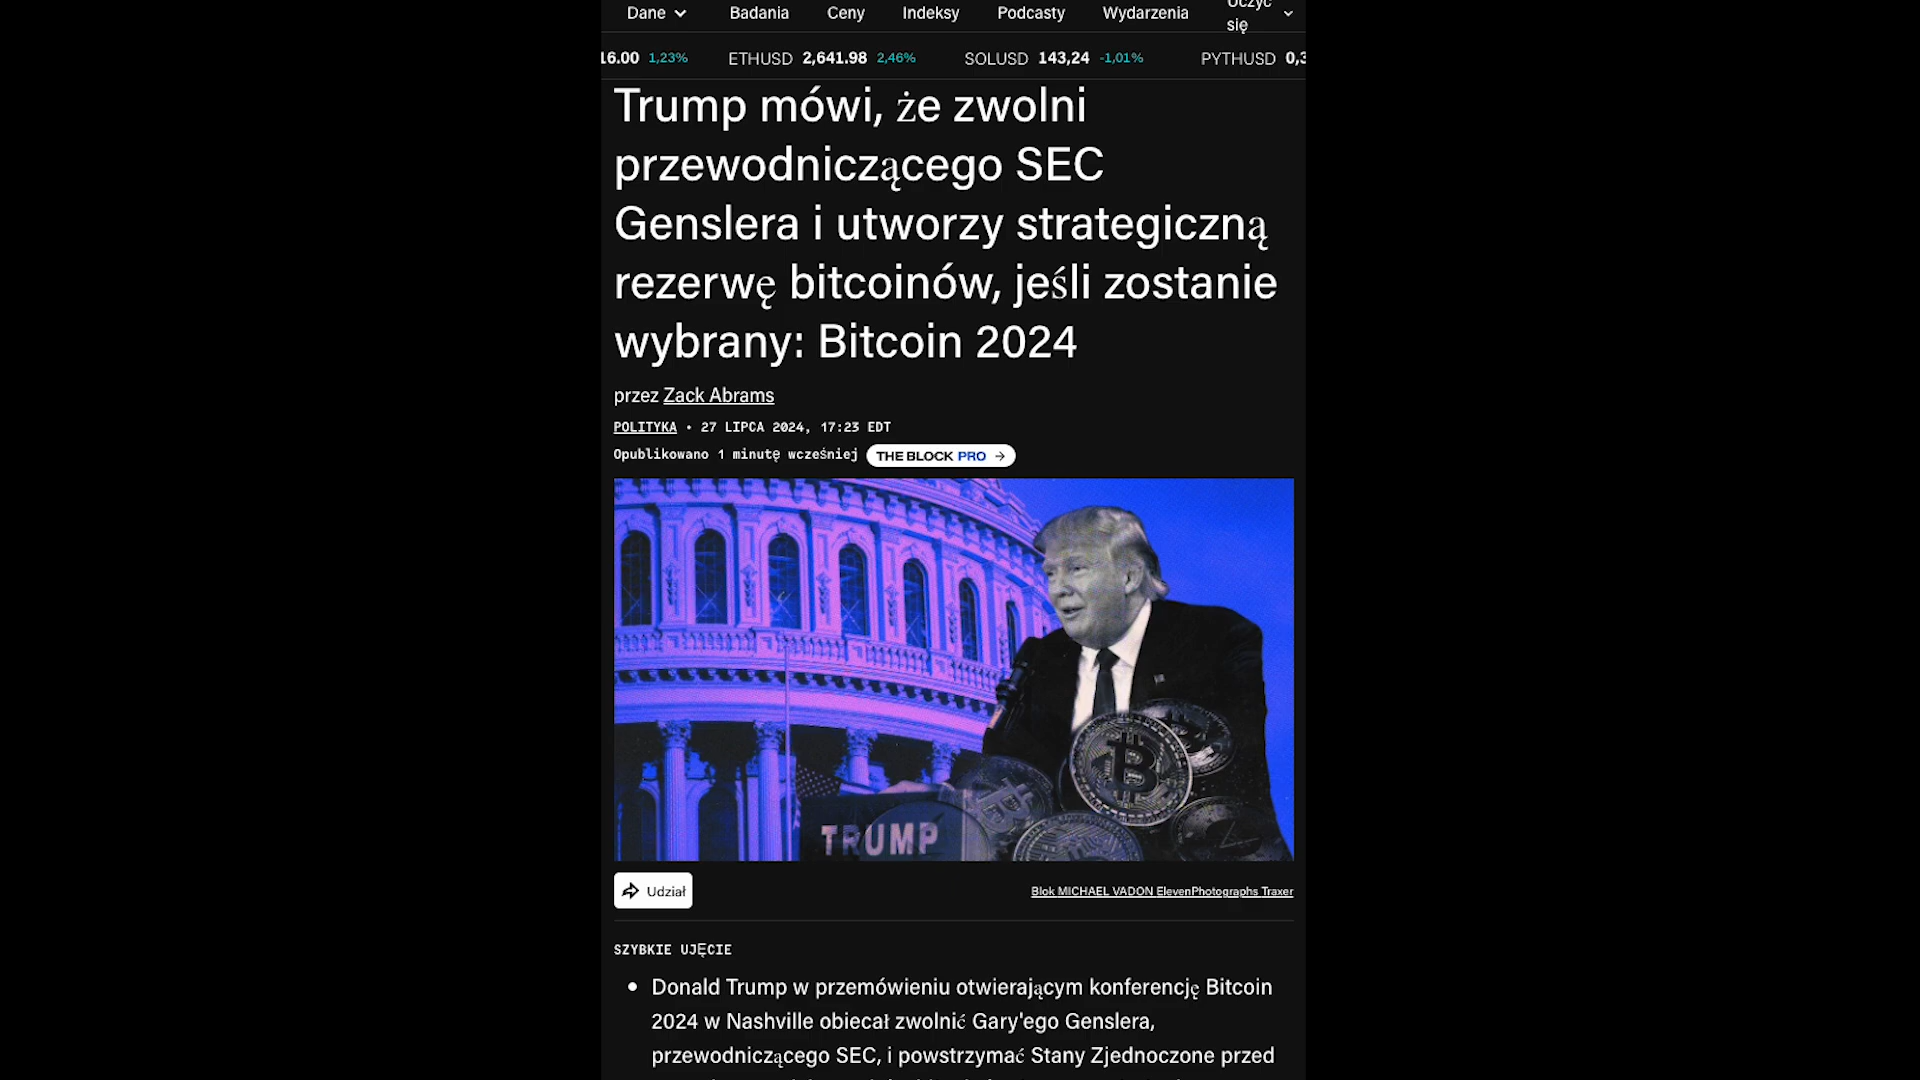 Dane Badania Ceny Indeksy Podcasty Wydarzenia Uczyć
się
16.00 1,23% ETHUSD 2,641.98 2,46% SOLUSD 143,24 -1,01% PYTHUSD 0,3
Trump mówi, że zwolni
przewodniczącego SEC
Genslera i utworzy strategiczną
rezerwę bitcoinów, jeśli zostanie
wybrany: Bitcoin 2024
przez Zack Abrams
POLITYKA • 27 LIPCA 2024, 17:23 EDT
Opublikowano 1 minutę wcześniej THE BLOCK PRO →
TRUMP
Udział
Blok MICHAEL VADON ElevenPhotographs Traxer
SZYBKIE UJĘCIE
• Donald Trump w przemówieniu otwierającym konferencję Bitcoin
2024 w Nashville obiecał zwolnić Gary'ego Genslera,
przewodniczącego SEC, i powstrzymać Stany Zjednoczone przed